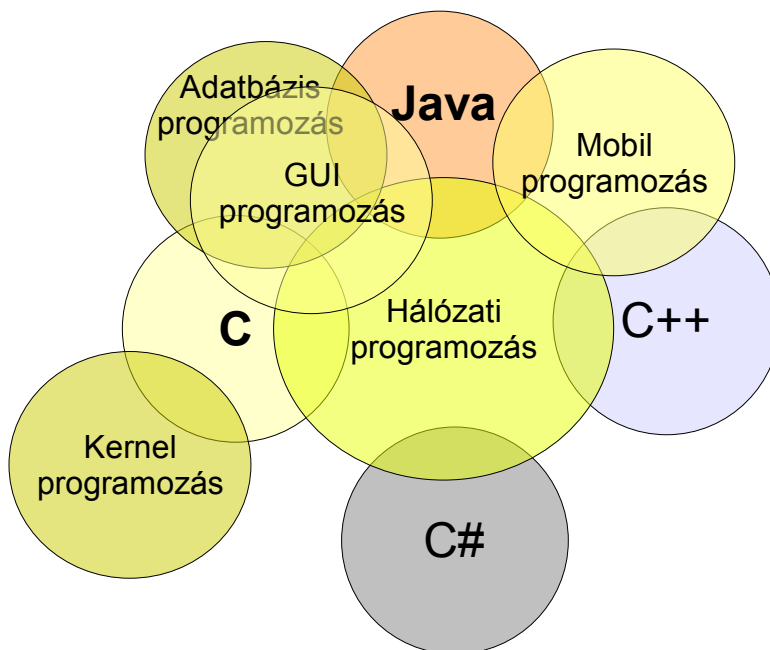 Adatbázis
programozás
Java
Mobil
programozás
GUI
programozás
C
Hálózati
programozás
C++
Kernel
programozás
C#